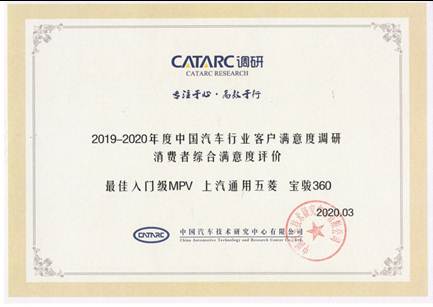 CATARC调研
CATARC RESEARCH
专注于心·高效于行
2019-2020年度中国汽车行业客户满意度调研
消费者综合满意度评价
最佳入门级MPV 上汽通用五菱 宝骏360
2020.03
CATARC
中国汽车技术研究中心有限公司
China Automotive Technology and Research Center Co., Ltd.